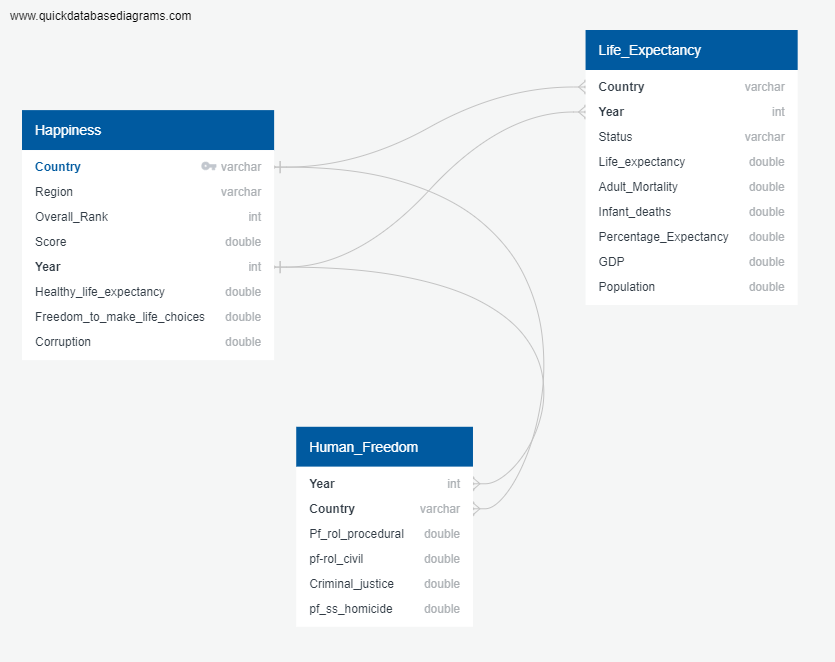 www.quickdatabasediagrams.com
Happiness
Country varchar
Region varchar
Overall_Rank int
Score double
Year int
Healthy_life_expectancy double
Freedom_to_make_life_choices double
Corruption double
Life_Expectancy
Country varchar
Year int
Status varchar
Life_expectancy double
Adult_Mortality double
Infant_deaths double
Percentage_Expectancy double
GDP double
Population double
Human_Freedom
Year int
Country varchar
Pf_rol_procedural double
pf-rol_civil double
Criminal_justice double
pf_ss_homicide double